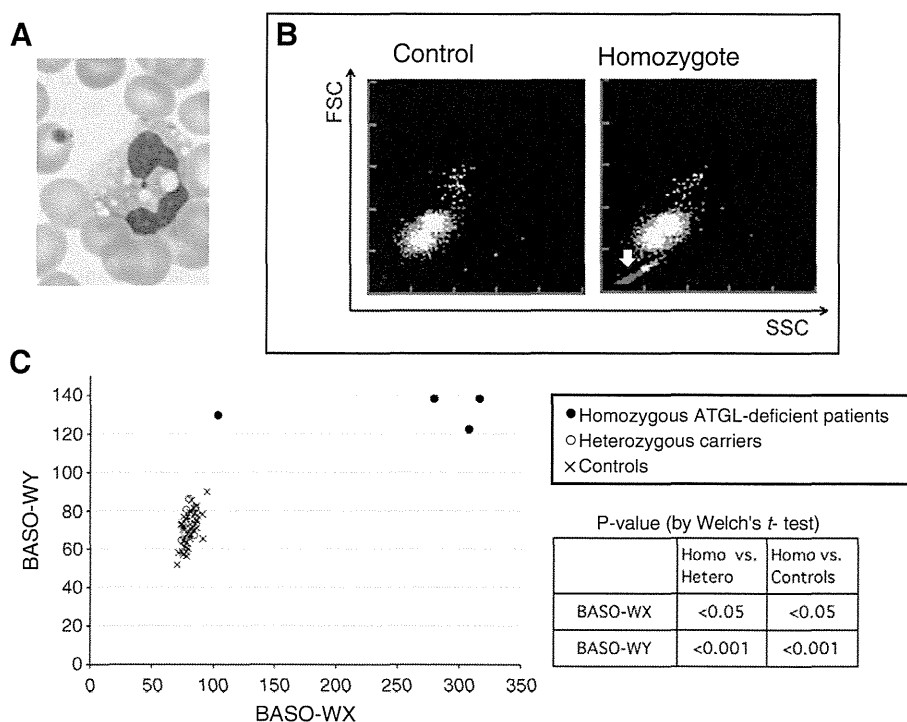 A
B
Control
Homozygote
FSC
SSC
C
140
120
100
80
60
40
20
0
BASO-WY
0 50 100 150 200 250 300 350
BASO-WX
● Homozygous ATGL-deficient patients
○ Heterozygous carriers
× Controls
P-value (by Welch's t- test)
Homo vs. Hetero
Homo vs. Controls
BASO-WX <0.05 <0.05
BASO-WY <0.001 <0.001